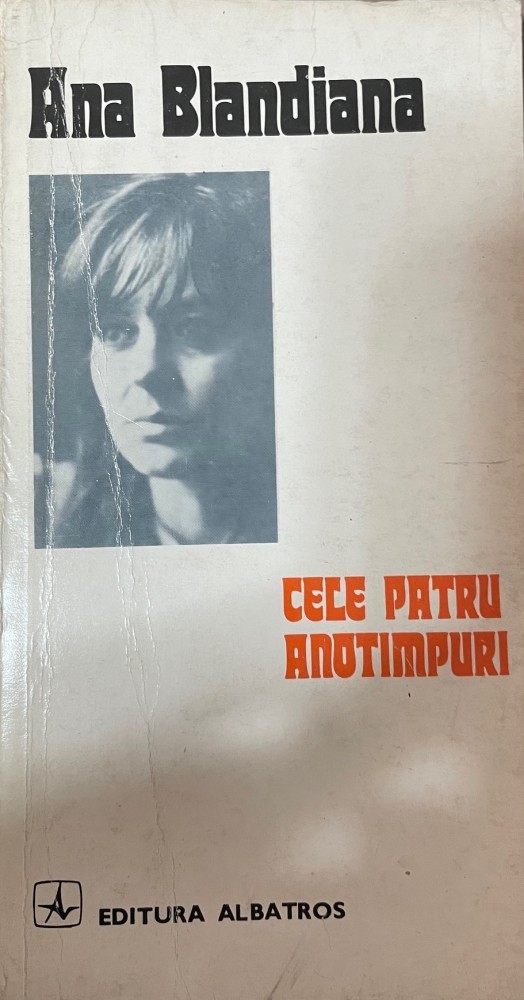 Ana Blandiana
CELE PATRU
ANOTIMPURI
EDITURA ALBATROS